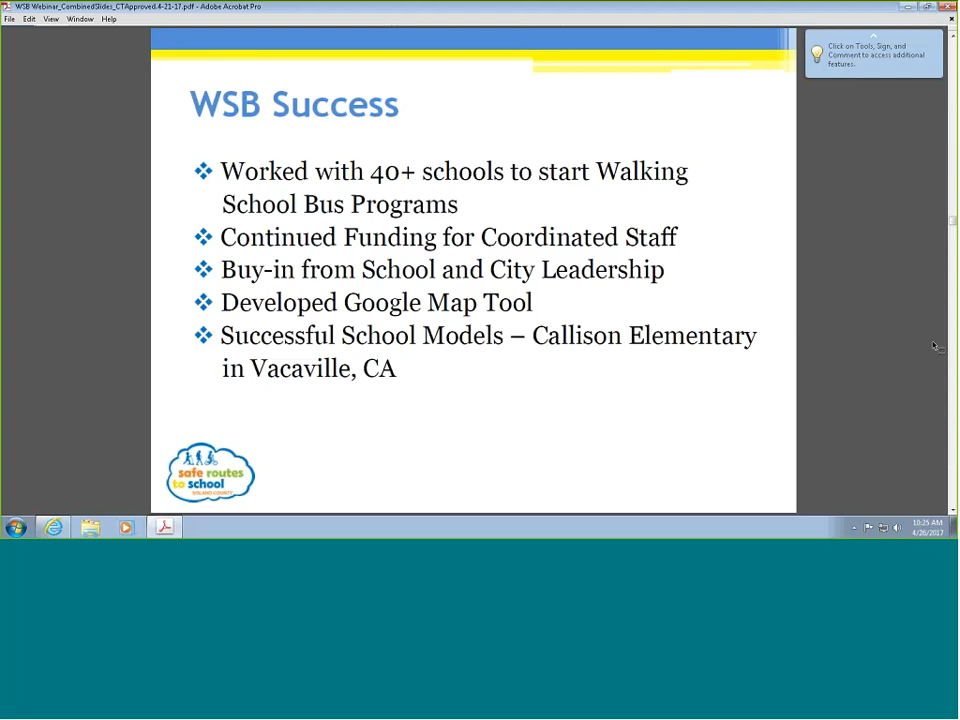 WSB Webinar_CombinedSlides_CTApproved.4-21-17.pdf - Adobe Acrobat Pro
File Edit View Window Help
Click on Tools, Sign, and
Comment to access additional
features.
WSB Success
Worked with 40+ schools to start Walking
School Bus Programs
Continued Funding for Coordinated Staff
Buy-in from School and City Leadership
Developed Google Map Tool
Successful School Models – Callison Elementary
in Vacaville, CA
safe routes
to school
SOLANO COUNTY
10:25 AM
4/26/2017